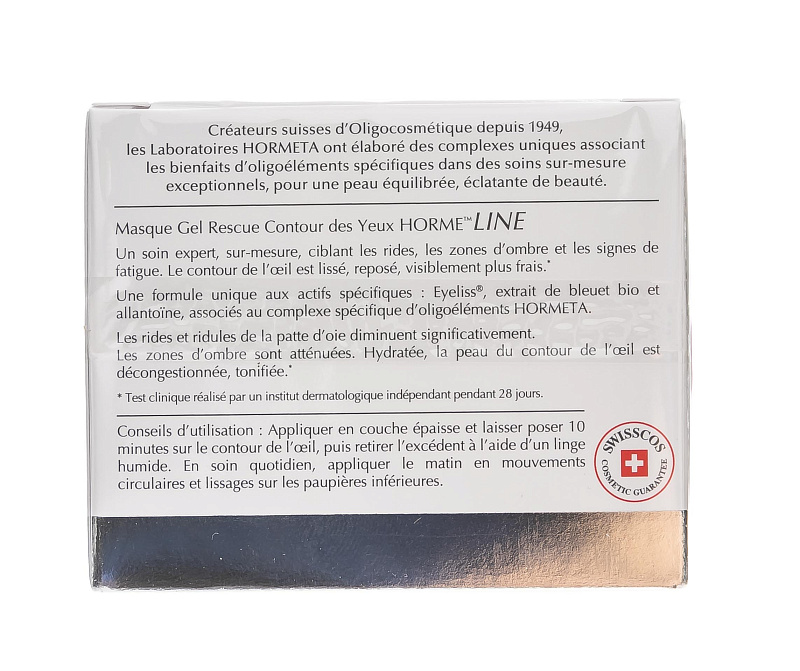 Créateurs suisses d'Oligocosmétique depuis 1949,
les Laboratoires HORMETA ont élaboré des complexes uniques associant
les bienfaits d'oligoéléments spécifiques dans des soins sur-mesure
exceptionnels, pour une peau équilibrée, éclatante de beauté.
Masque Gel Rescue Contour des Yeux HORME™ LINE
Un soin expert, sur-mesure, ciblant les rides, les zones d'ombre et les signes de
fatigue. Le contour de l'œil est lissé, reposé, visiblement plus frais.*
Une formule unique aux actifs spécifiques : Eyeliss®, extrait de bleuet bio et
allantoïne, associés au complexe spécifique d'oligoéléments HORMETA.
Les rides et ridules de la patte d'oie diminuent significativement.
Les zones d'ombre sont atténuées. Hydratée, la peau du contour de l'œil est
décongestionnée, tonifiée.*
* Test clinique réalisé par un institut dermatologique indépendant pendant 28 jours.
Conseils d'utilisation : Appliquer en couche épaisse et laisser poser 10
minutes sur le contour de l'œil, puis retirer l'excédent à l'aide d'un linge
humide. En soin quotidien, appliquer le matin en mouvements
circulaires et lissages sur les paupières inférieures.
SWISSCOS
COSMETIC GUARANTEE